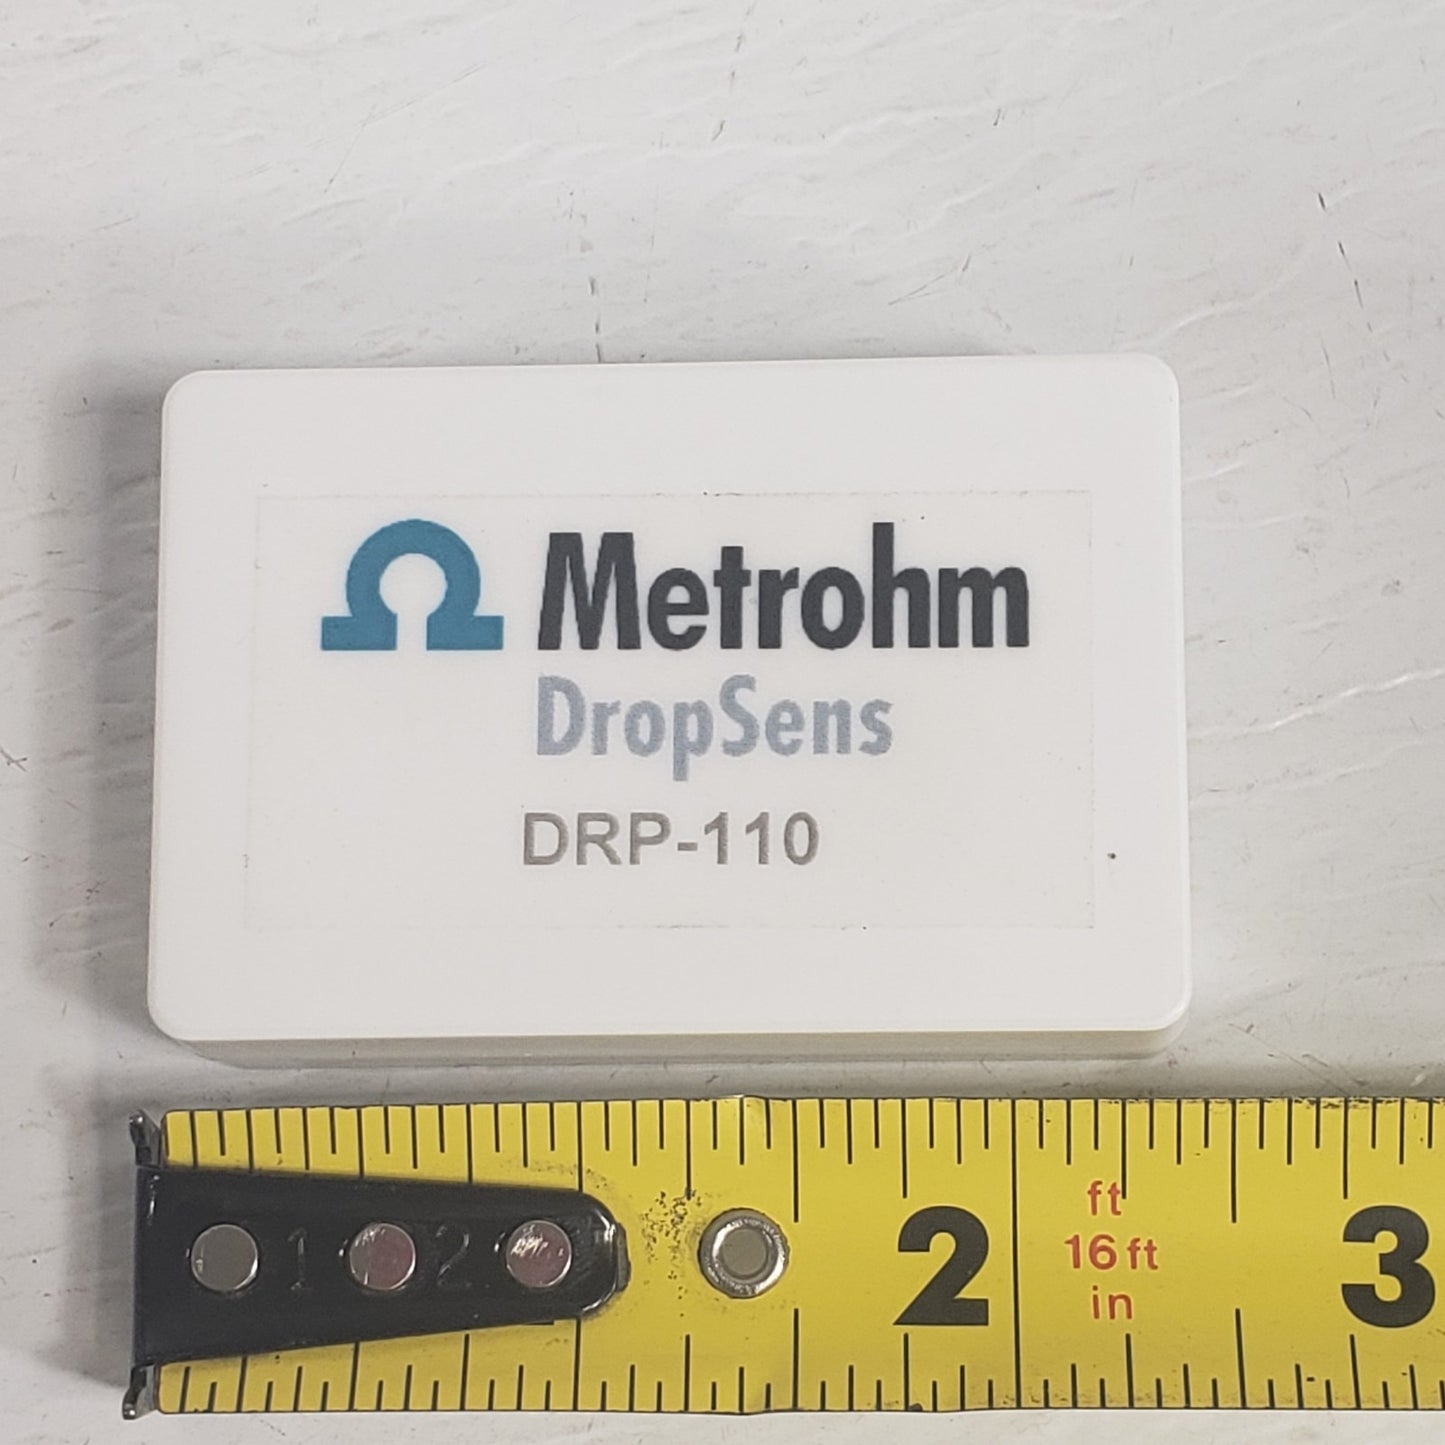 Metrohm
DropSens
DRP-110
1 2
2
ft
16 ft
in
3